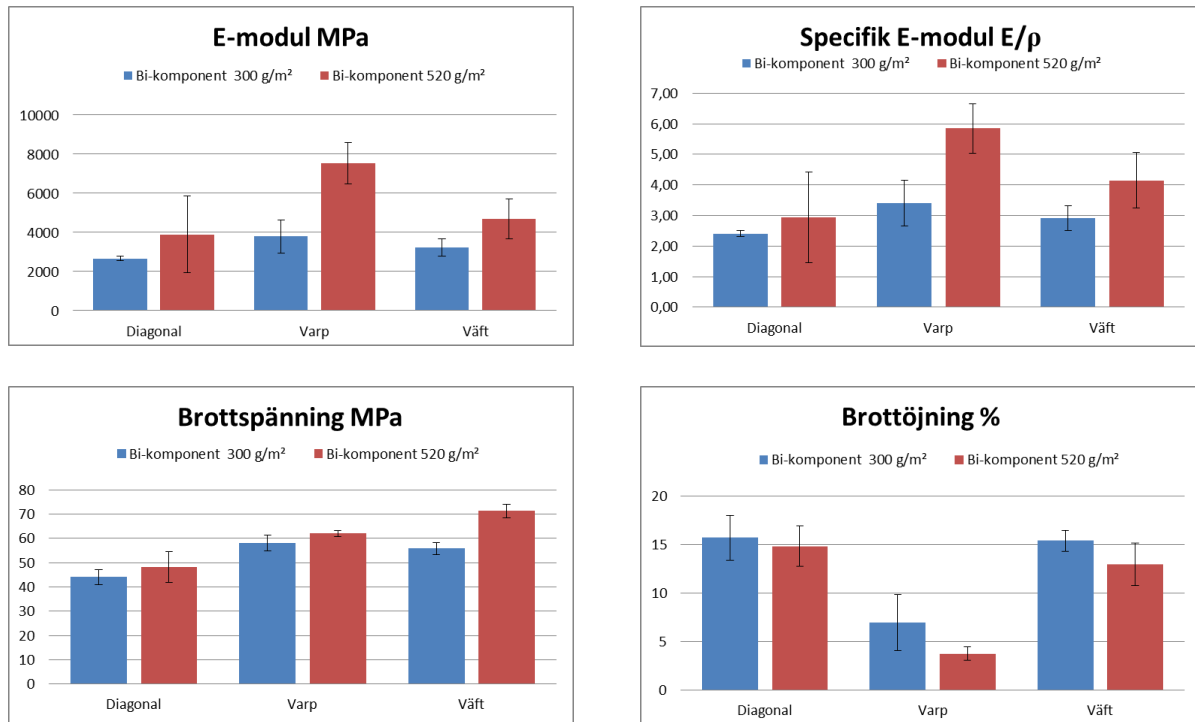 E-modul MPa
Bi-komponent 300 g/m² Bi-komponent 520 g/m²
10000
8000
6000
4000
2000
0
Diagonal Varp Väft
Specifik E-modul E/ρ
Bi-komponent 300 g/m² Bi-komponent 520 g/m²
7,00
6,00
5,00
4,00
3,00
2,00
1,00
0,00
Diagonal Varp Väft
Brottspänning MPa
Bi-komponent 300 g/m² Bi-komponent 520 g/m²
80
70
60
50
40
30
20
10
0
Diagonal Varp Väft
Brottöjning %
Bi-komponent 300 g/m² Bi-komponent 520 g/m²
20
15
10
5
0
Diagonal Varp Väft